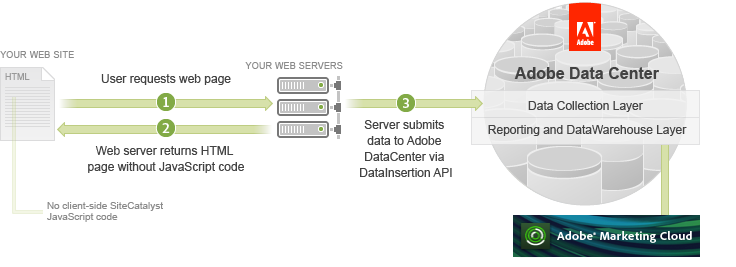 YOUR WEB SITE
HTML
User requests web page
1
2
Web server returns HTML
page without JavaScript code
No client-side SiteCatalyst
JavaScript code
YOUR WEB SERVERS
3
Server submits
data to Adobe
DataCenter via
DataInsertion API
Adobe
Adobe Data Center
Data Collection Layer
Reporting and DataWarehouse Layer
Adobe® Marketing Cloud